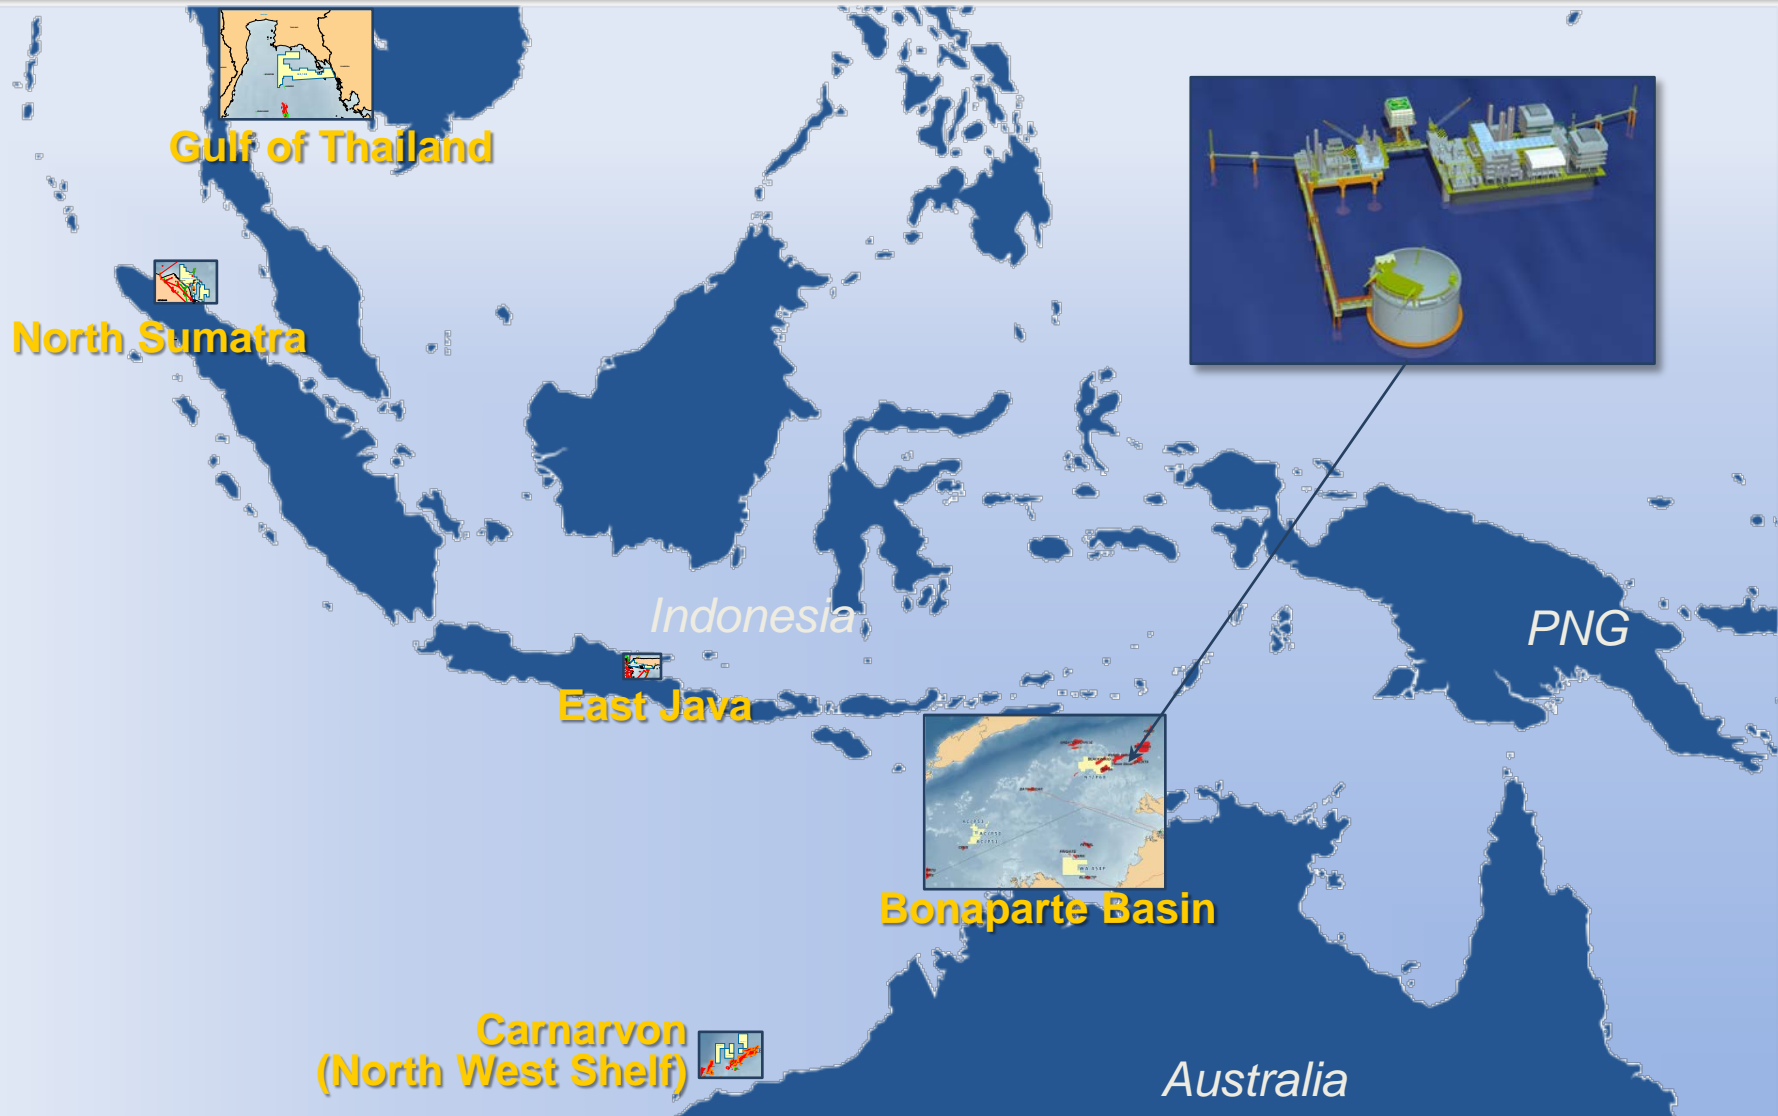 Gulf of Thailand
North Sumatra
Indonesia
PNG
East Java
Bonaparte Basin
Carnarvon
(North West Shelf)
Australia